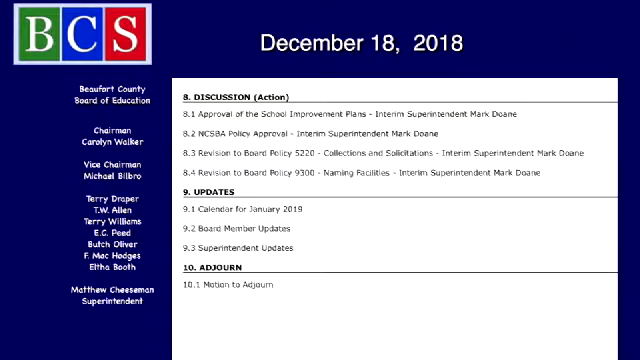 BCS
December 18, 2018
Beaufort County
Board of Education
Chairman
Carolyn Walker
Vice Chairman
Michael Bilbro
Terry Draper
T.W. Allen
Terry Williams
E.C. Peed
Butch Oliver
F. Mac Hodges
Eltha Booth
Matthew Cheeseman
Superintendent
8. DISCUSSION (Action)
8.1 Approval of the School Improvement Plans - Interim Superintendent Mark Doane
8.2 NCSBA Policy Approval - Interim Superintendent Mark Doane
8.3 Revision to Board Policy 5220 - Collections and Solicitations - Interim Superintendent Mark Doane
8.4 Revision to Board Policy 9300 - Naming Facilities - Interim Superintendent Mark Doane
9. UPDATES
9.1 Calendar for January 2019
9.2 Board Member Updates
9.3 Superintendent Updates
10. ADJOURN
10.1 Motion to Adjourn